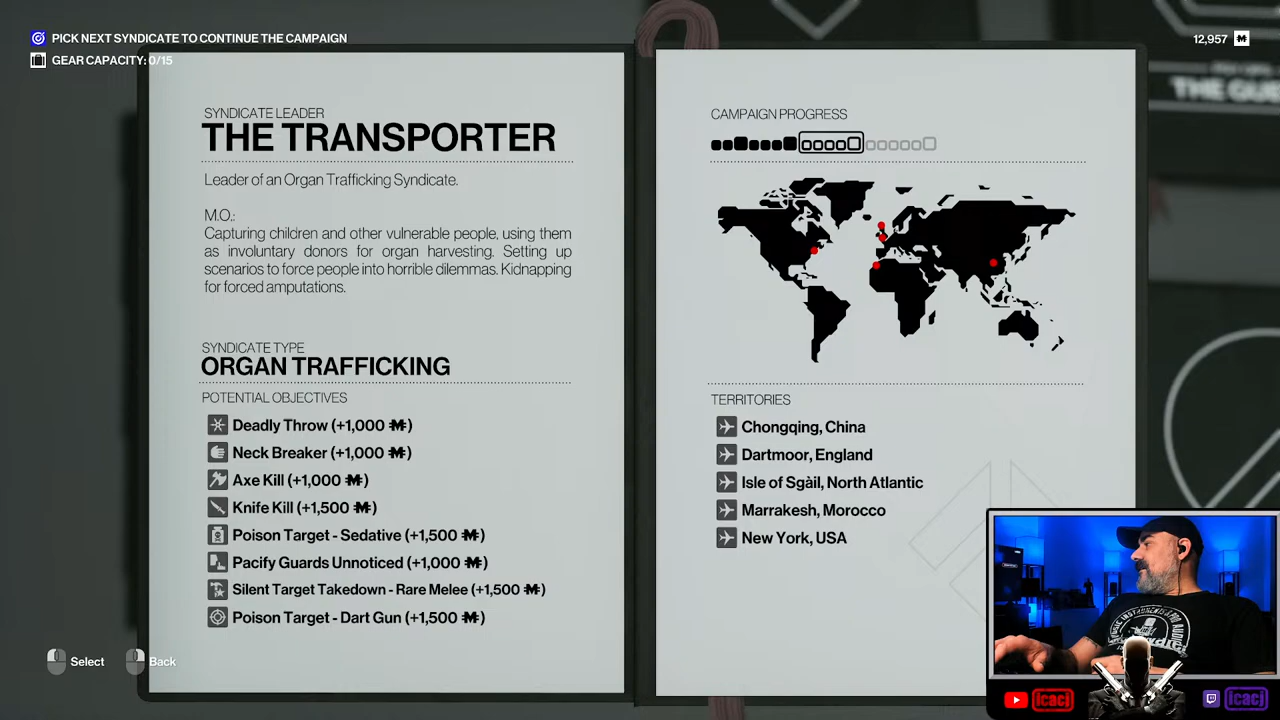 PICK NEXT SYNDICATE TO CONTINUE THE CAMPAIGN
GEAR CAPACITY: 0/15
12,957
SYNDICATE LEADER
THE TRANSPORTER
Leader of an Organ Trafficking Syndicate.
M.O.:
Capturing children and other vulnerable people, using them
as involuntary donors for organ harvesting. Setting up
scenarios to force people into horrible dilemmas. Kidnapping
for forced amputations.
SYNDICATE TYPE
ORGAN TRAFFICKING
POTENTIAL OBJECTIVES
Deadly Throw (+1,000)
Neck Breaker (+1,000)
Axe Kill (+1,000)
Knife Kill (+1,500)
Poison Target - Sedative (+1,500)
Pacify Guards Unnoticed (+1,000)
Silent Target Takedown - Rare Melee (+1,500)
Poison Target - Dart Gun (+1,500)
Select
Back
CAMPAIGN PROGRESS
TERRITORIES
Chongqing, China
Dartmoor, England
Isle of Sgàil, North Atlantic
Marrakesh, Morocco
New York, USA
THE GUE
icacj
icacj